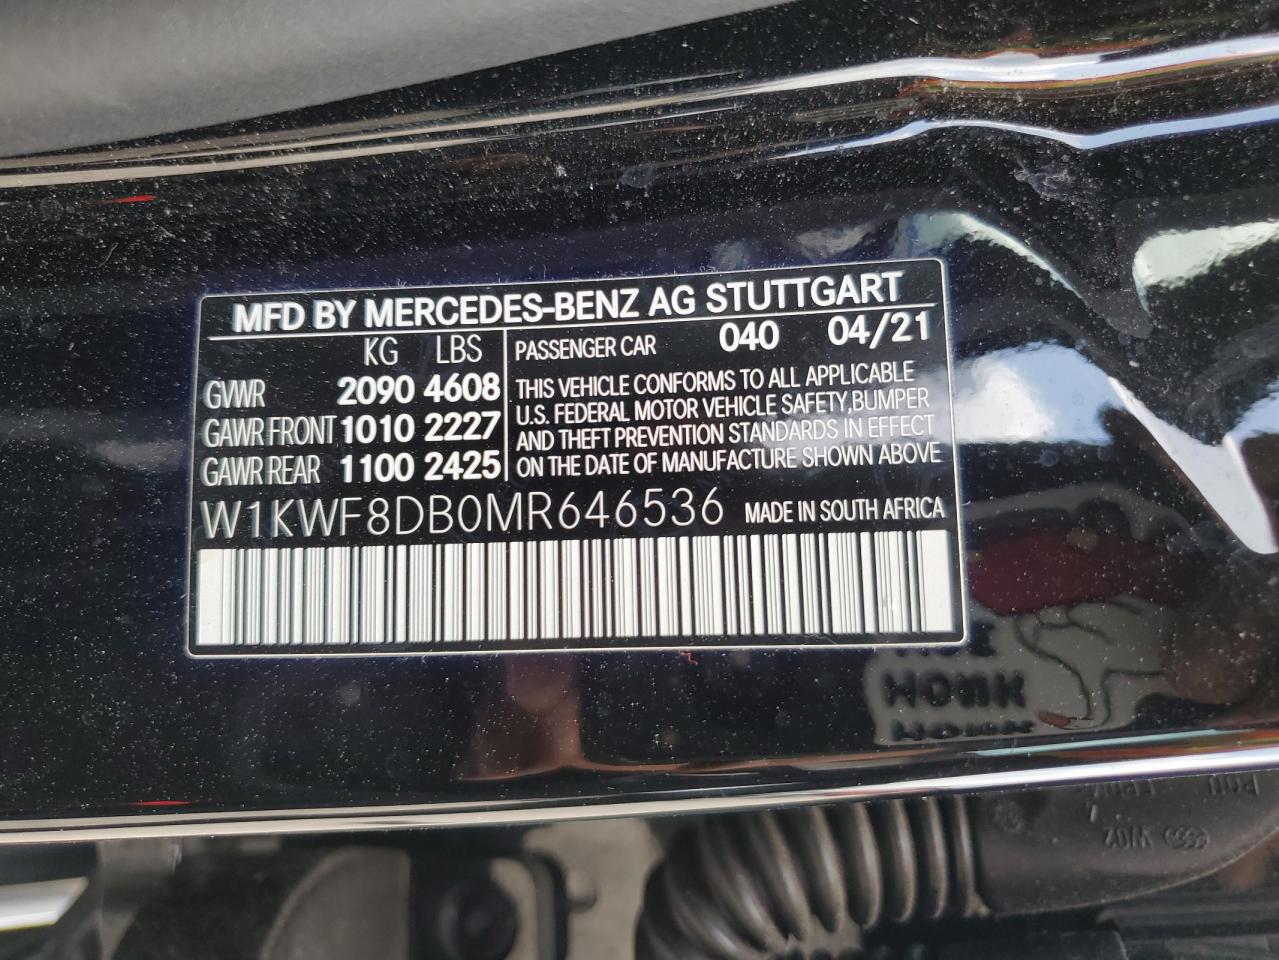 MFD BY MERCEDES-BENZ AG STUTTGART
KG LBS
GVWR 2090 4608
GAWR FRONT 1010 2227
GAWR REAR 1100 2425
PASSENGER CAR 040 04/21
THIS VEHICLE CONFORMS TO ALL APPLICABLE
U.S. FEDERAL MOTOR VEHICLE SAFETY,BUMPER
AND THEFT PREVENTION STANDARDS IN EFFECT
ON THE DATE OF MANUFACTURE SHOWN ABOVE
W1KWF8DB0MR646536 MADE IN SOUTH AFRICA
HONK